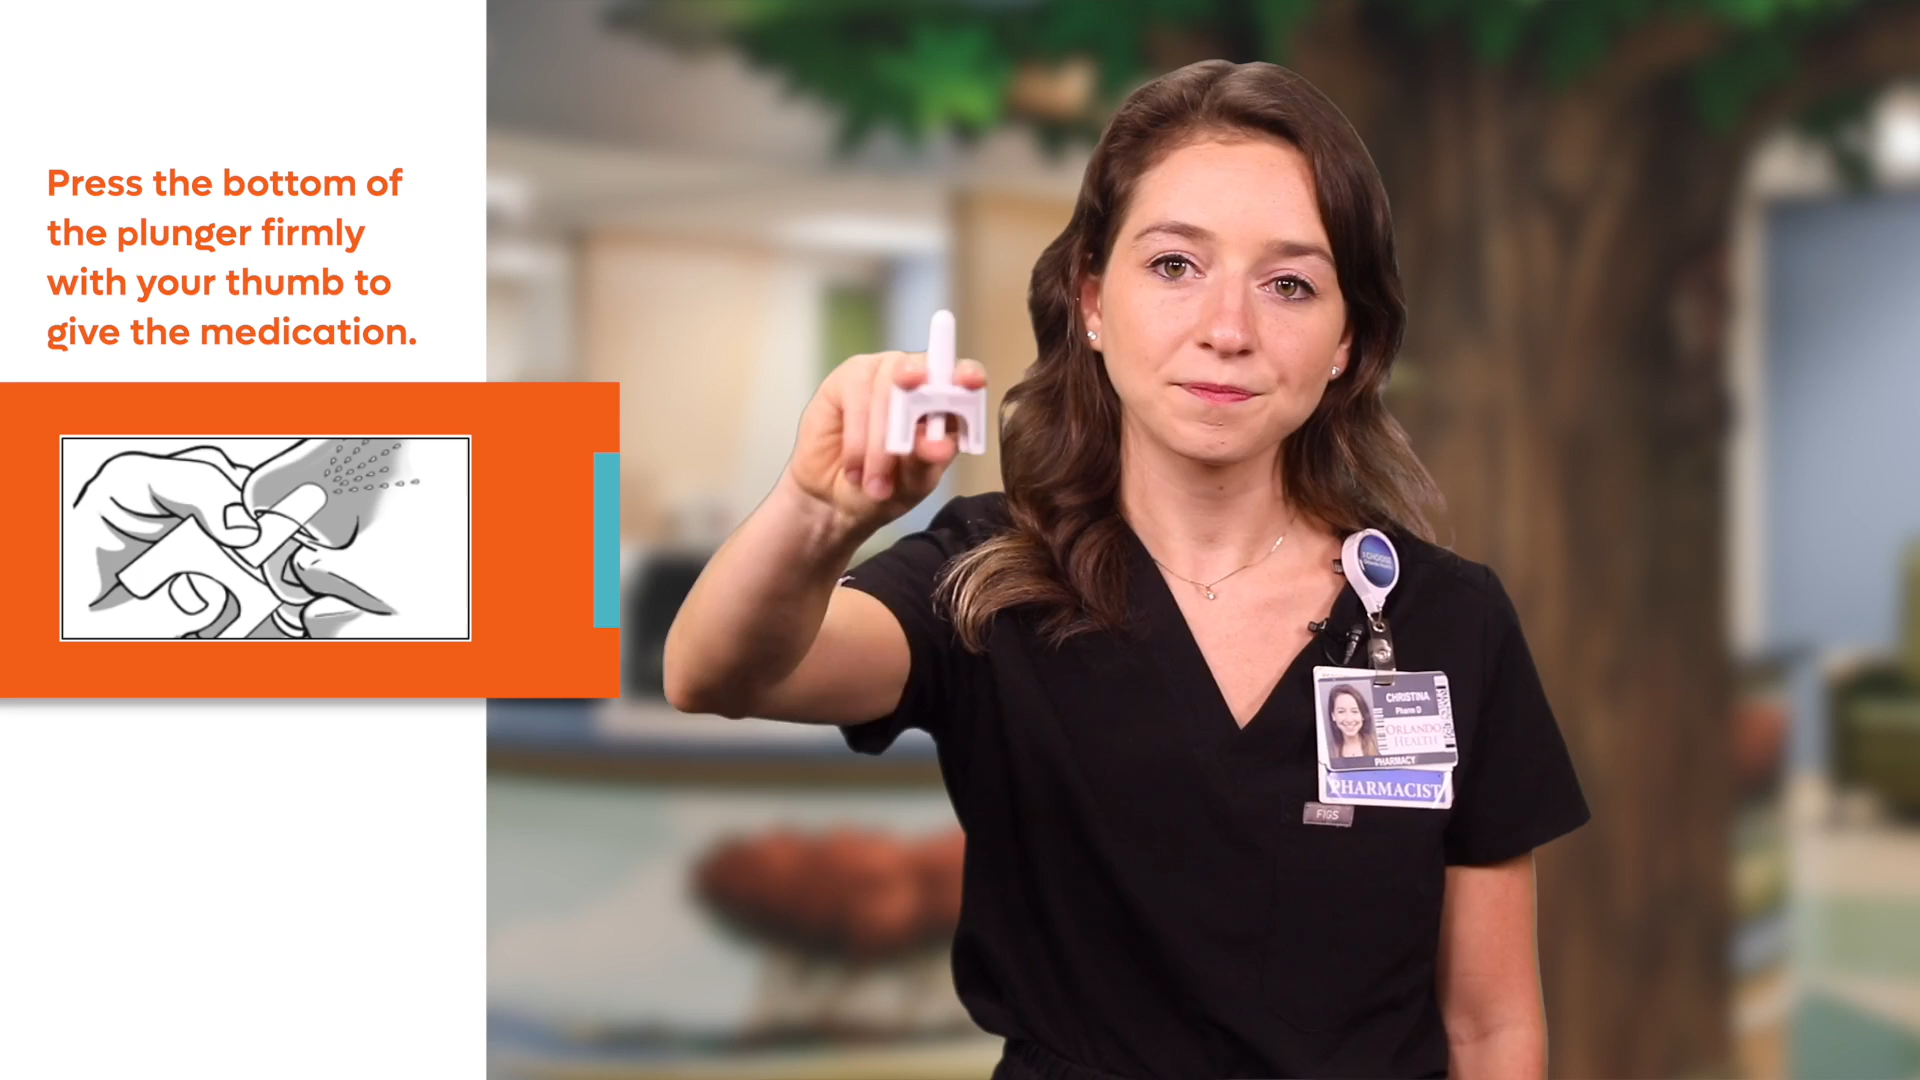 Press the bottom of
the plunger firmly
with your thumb to
give the medication.
CHRISTINA
Pharm D
ORLANDO
HEALTH
PHARMACY
PHARMACIST
FIGS